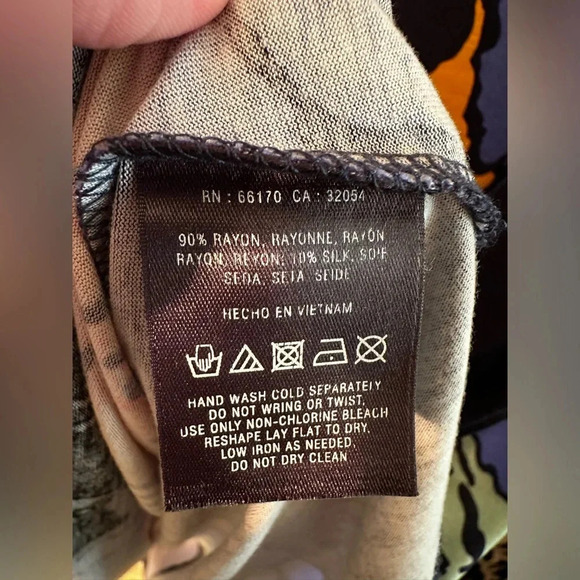 RN : 66170 CA : 32054
90% RAYON, RAYONNE, RAYÓN
RAYON, REYON, 10% SILK, SOIE
SEDA, SETA, SEIDE
HECHO EN VIETNAM
HAND WASH COLD SEPARATELY
DO NOT WRING OR TWIST,
USE ONLY NON-CHLORINE BLEACH
RESHAPE LAY FLAT TO DRY,
LOW IRON AS NEEDED,
DO NOT DRY CLEAN